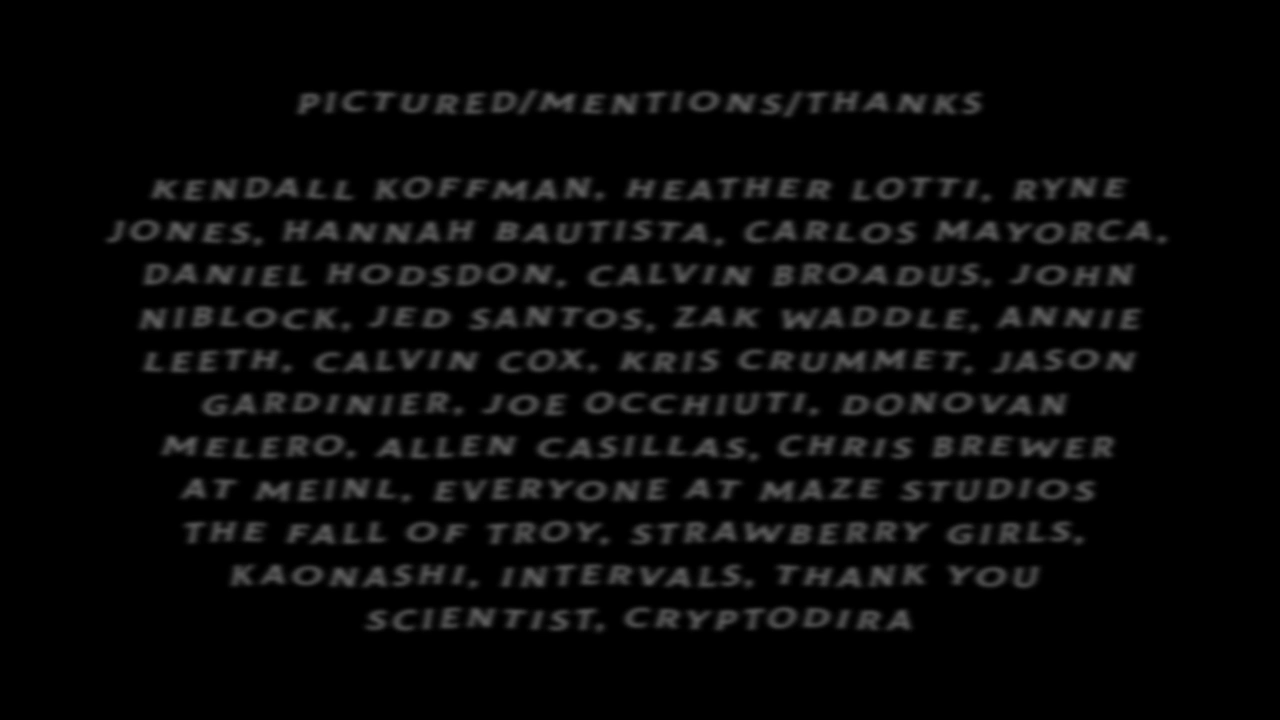 PICTURED/MENTIONS/THANKS
KENDALL KOFFMAN, HEATHER LOTTI, RYNE
JONES, HANNAH BAUTISTA, CARLOS MAYORCA,
DANIEL HODSDON, CALVIN BROADUS, JOHN
NIBLOCK, JED SANTOS, ZAK WADDLE, ANNIE
LEETH, CALVIN COX, KRIS CRUMMET, JASON
GARDINIER, JOE OCCHIUTI, DONOVAN
MELERO, ALLEN CASILLAS, CHRIS BREWER
AT MEINL, EVERYONE AT MAZE STUDIOS
THE FALL OF TROY, STRAWBERRY GIRLS,
KAONASHI, INTERVALS, THANK YOU
SCIENTIST, CRYPTODIRA